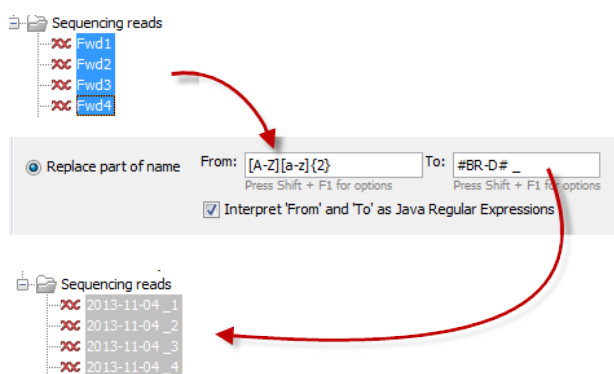 Sequencing reads
Fwd1
Fwd2
Fwd3
Fwd4
Replace part of name From: [A-Z][a-z]{2} To: #BR-D# _
Press Shift + F1 for options Press Shift + F1 for options
Interpret 'From' and 'To' as Java Regular Expressions
Sequencing reads
2013-11-04 _1
2013-11-04 _2
2013-11-04 _3
2013-11-04 _4